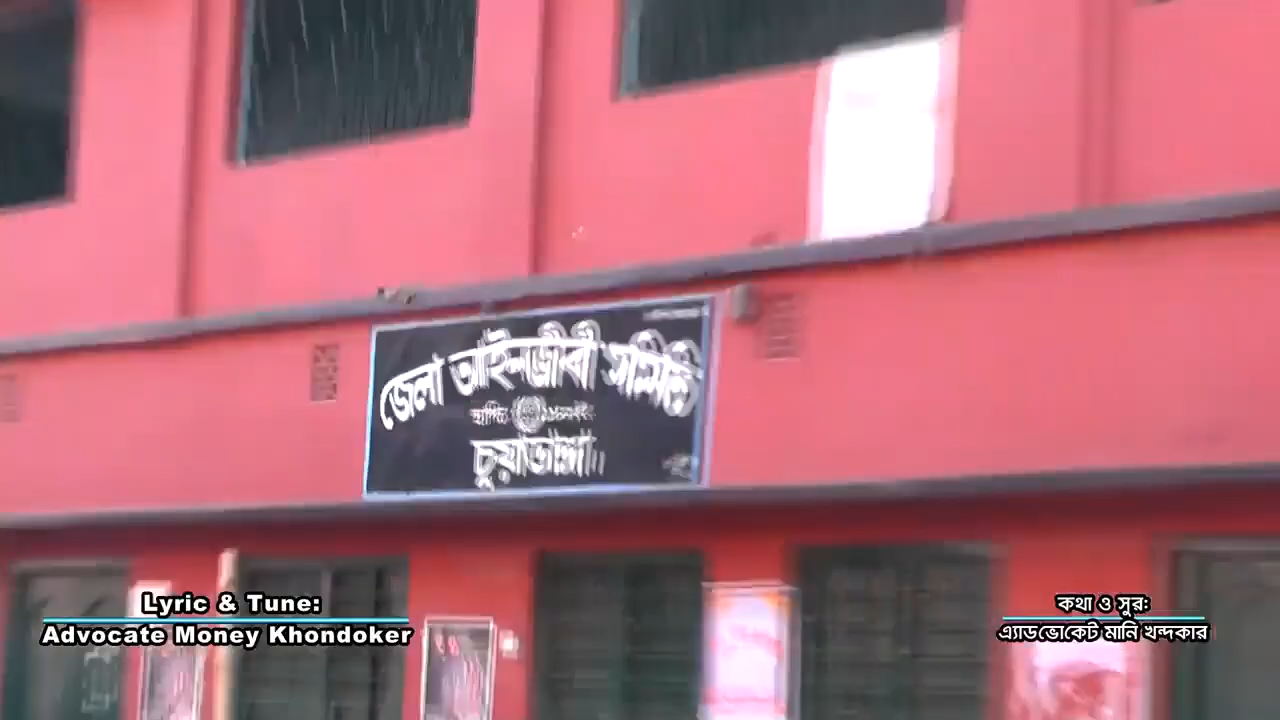 জেলা আইনজীবী সমিতি
চুয়াডাঙ্গা।
Lyric & Tune:
Advocate Money Khondoker
কথা ও সুরঃ
এ্যাডভোকেট মানি খন্দকার